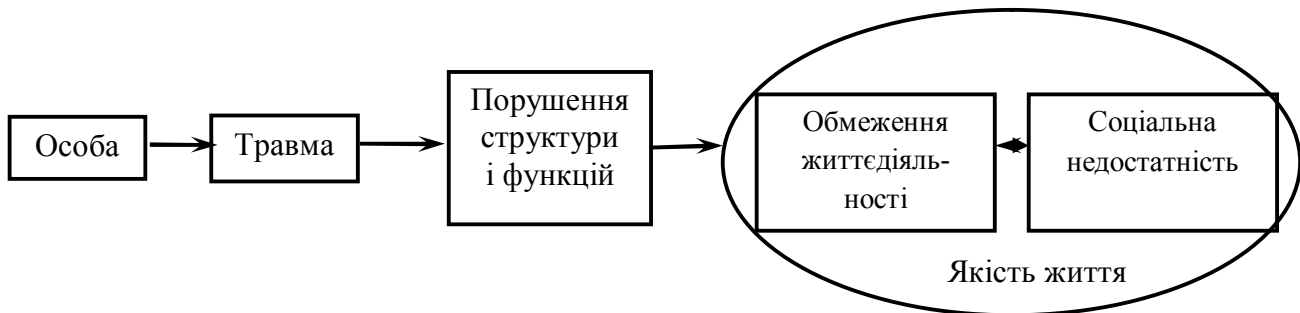 Особа
Травма
Порушення
структури
і функцій
Обмеження
життєдіяль-
ності
Соціальна
недостатність
Якість життя